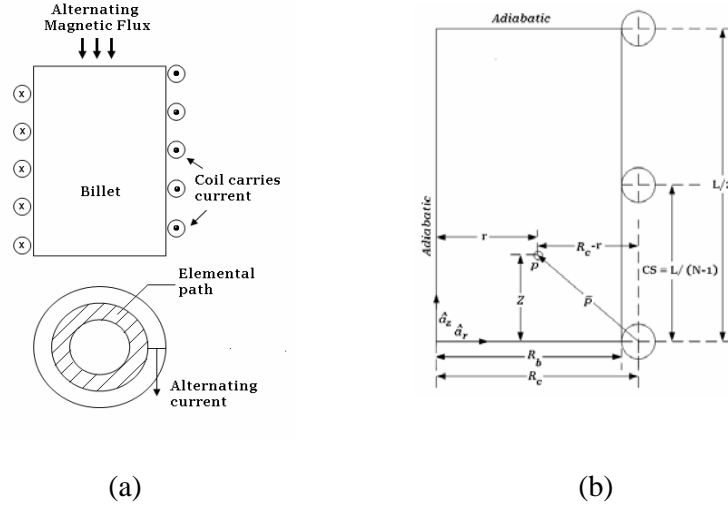 Alternating
Magnetic Flux
x
x
x
x
x
Billet
Coil carries
current
Elemental
path
Alternating
current
(a)
Adiabatic
Adiabatic
r
R_c-r
p
Z
p̄
CS = L/ (N-1)
L/2
â_z
â_r
R_b
R_c
(b)